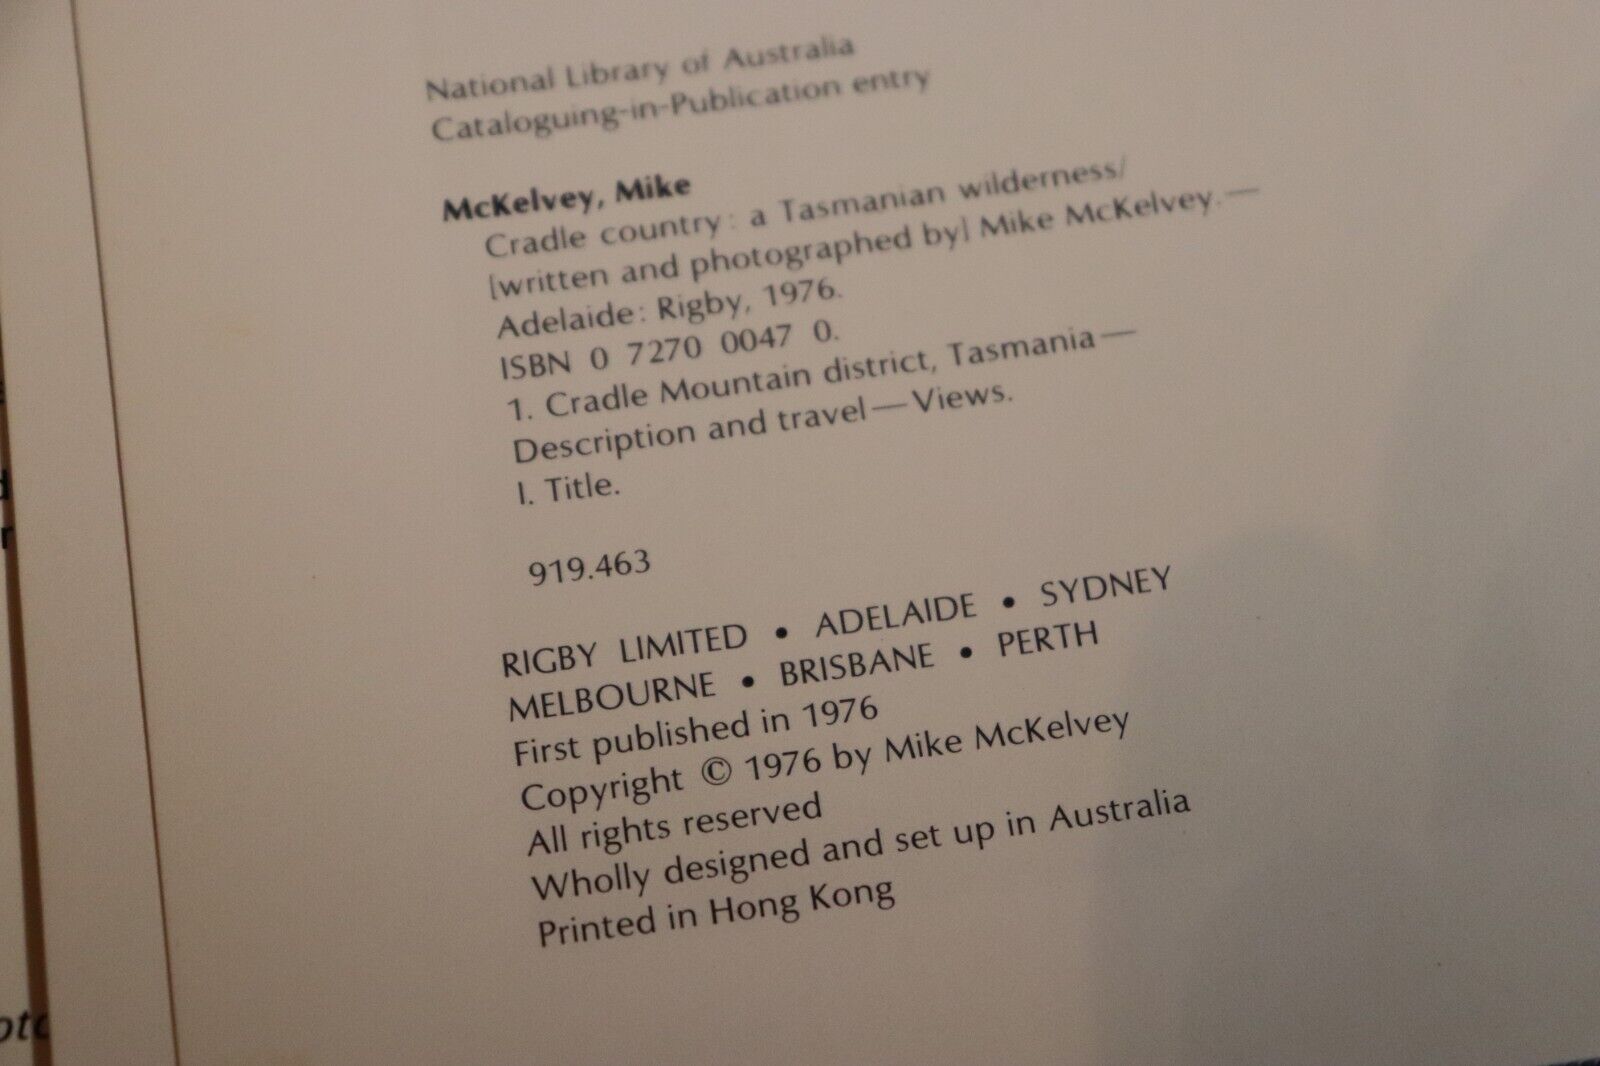 National Library of Australia
Cataloguing-in-Publication entry
McKelvey, Mike
Cradle country : a Tasmanian wilderness/
[written and photographed by] Mike McKelvey.—
Adelaide: Rigby, 1976.
ISBN 0 7270 0047 0.
1. Cradle Mountain district, Tasmania—
Description and travel—Views.
I. Title.
919.463
RIGBY LIMITED • ADELAIDE • SYDNEY
MELBOURNE • BRISBANE • PERTH
First published in 1976
Copyright © 1976 by Mike McKelvey
All rights reserved
Wholly designed and set up in Australia
Printed in Hong Kong